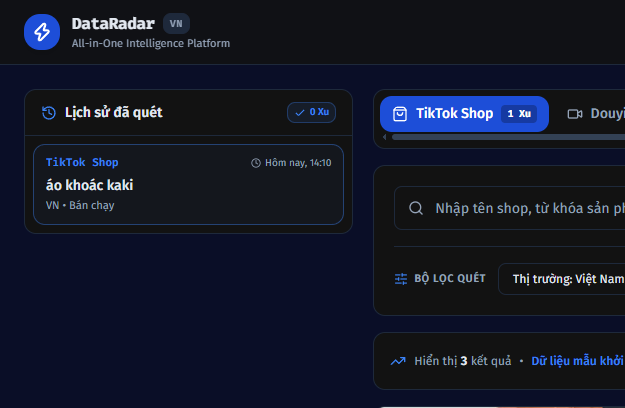 DataRadar VN
All-in-One Intelligence Platform
Lịch sử đã quét
0 Xu
TikTok Shop
Hôm nay, 14:10
áo khoác kaki
VN • Bán chạy
TikTok Shop 1 Xu
Nhập tên shop, từ khóa sản
BỘ LỌC QUÉT
Thị trường: Việt Nam
Hiển thị 3 kết quả • Dữ liệu mẫu khởi